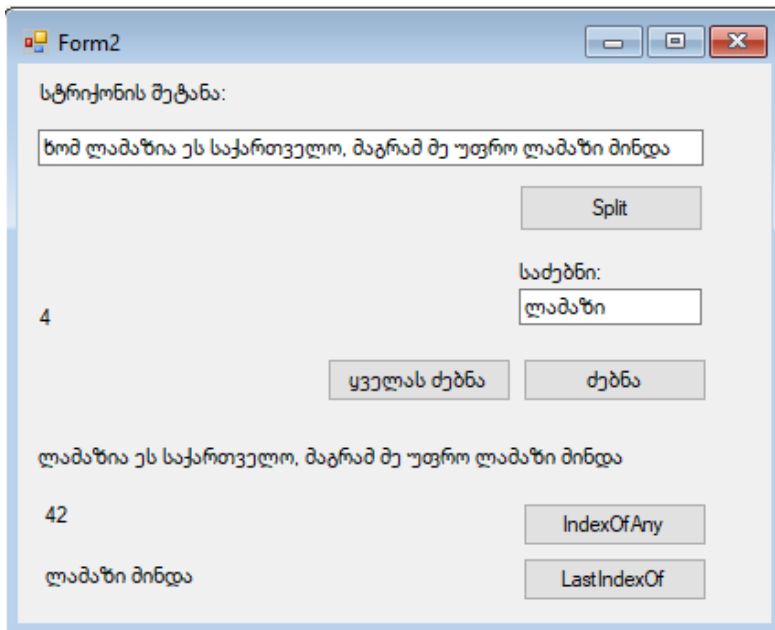 Form2
სტრიქონის შეტანა:
ხომ ლამაზია ეს საქართველო, მაგრამ მე უფრო ლამაზი მინდა
Split
საძებნი:
4
ლამაზი
ყველას ძებნა
ძებნა
ლამაზია ეს საქართველო, მაგრამ მე უფრო ლამაზი მინდა
42
IndexOfAny
ლამაზი მინდა
LastIndexOf